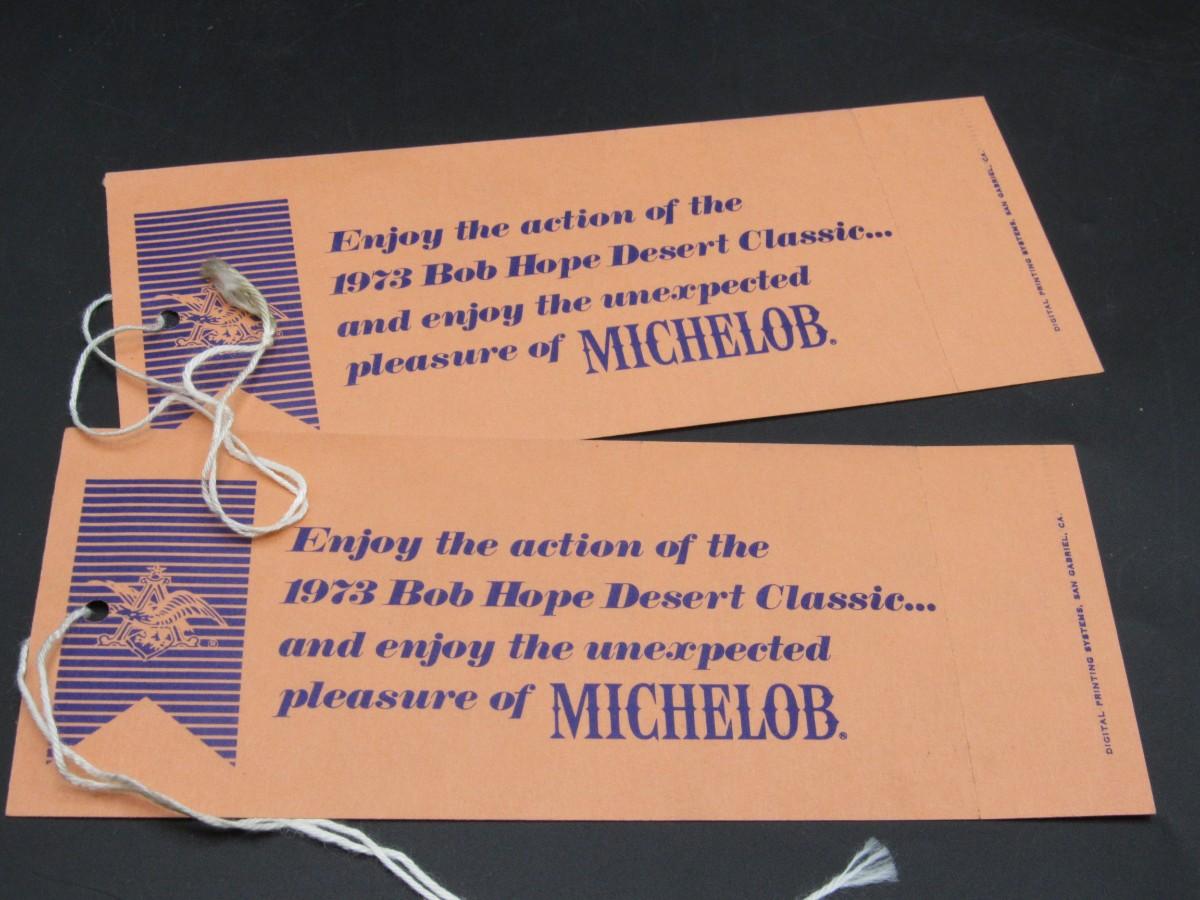 Enjoy the action of the
1973 Bob Hope Desert Classic...
and enjoy the unexpected
pleasure of MICHELOB®
DIGITAL PRINTING SYSTEMS, SAN GABRIEL, CA.
Enjoy the action of the
1973 Bob Hope Desert Classic...
and enjoy the unexpected
pleasure of MICHELOB®
DIGITAL PRINTING SYSTEMS, SAN GABRIEL, CA.